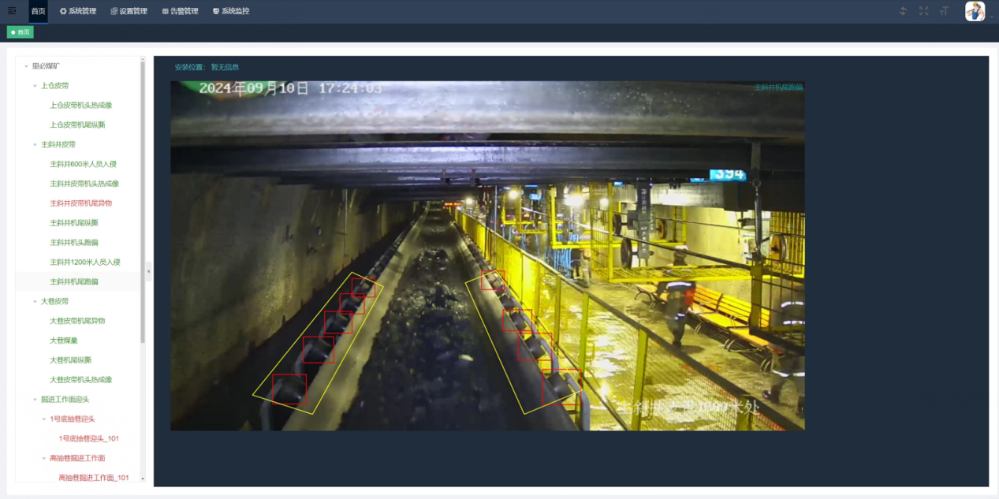 首页 系统管理 设置管理 告警管理 系统监控
首页
里必煤矿
上仓皮带
上仓皮带机头热成像
上仓皮带机尾纵撕
主斜井皮带
主斜井600米人员入侵
主斜井皮带机头热成像
主斜井皮带机尾异物
主斜井机尾纵撕
主斜井机头跑偏
主斜井1200米人员入侵
主斜井机尾跑偏
大巷皮带
大巷皮带机尾异物
大巷煤量
大巷机尾纵撕
大巷皮带机头热成像
掘进工作面迎头
1号底抽巷迎头
1号底抽巷迎头_101
高抽巷掘进工作面
高抽巷掘进工作面_101
安装位置： 暂无信息
2024年09月10日 17:24:03
主斜井机尾跑偏
394